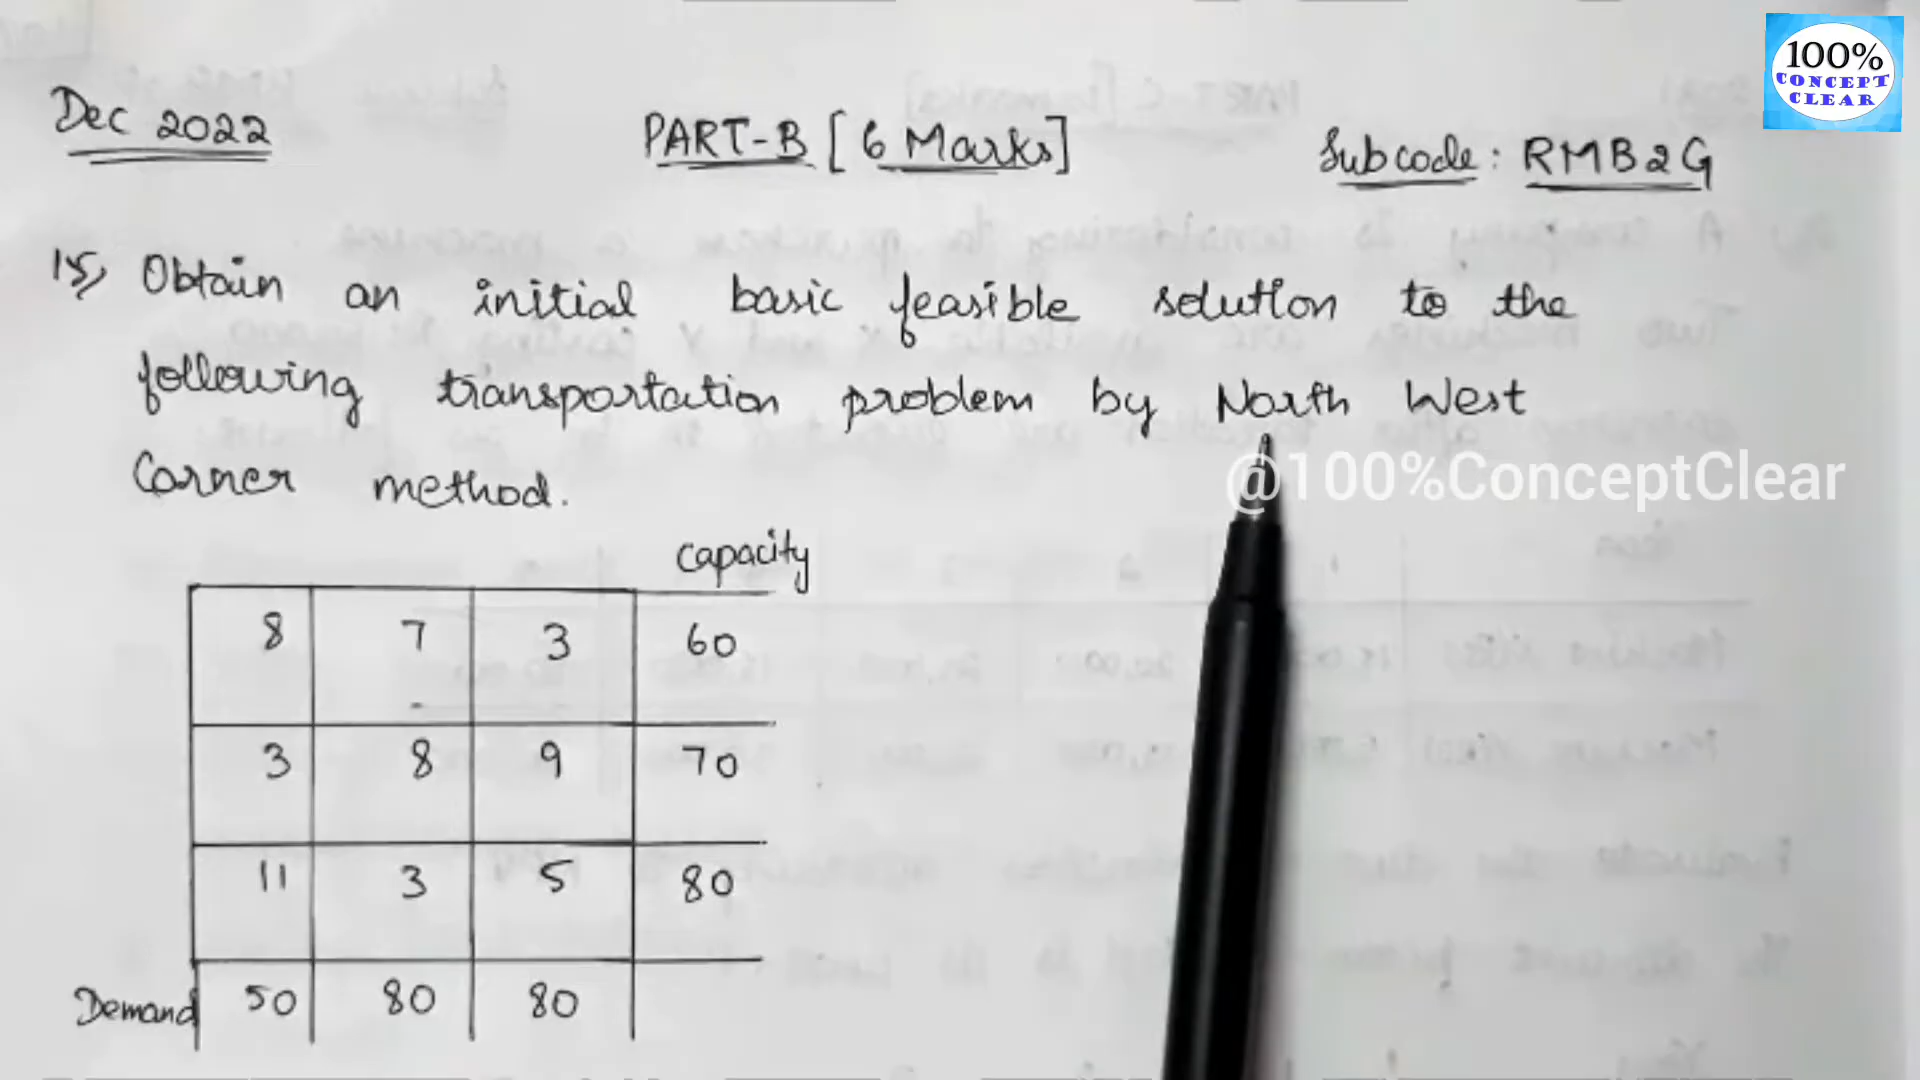 100%
CONCEPT
CLEAR
Dec 2022
PART-B [6 Marks]
Subcode: RMB2G
15) Obtain an initial basic feasible solution to the
following transportation problem by North West
@100%ConceptClear
Corner method.
capacity
8 7 3 60
3 8 9 70
11 3 5 80
Demand 50 80 80